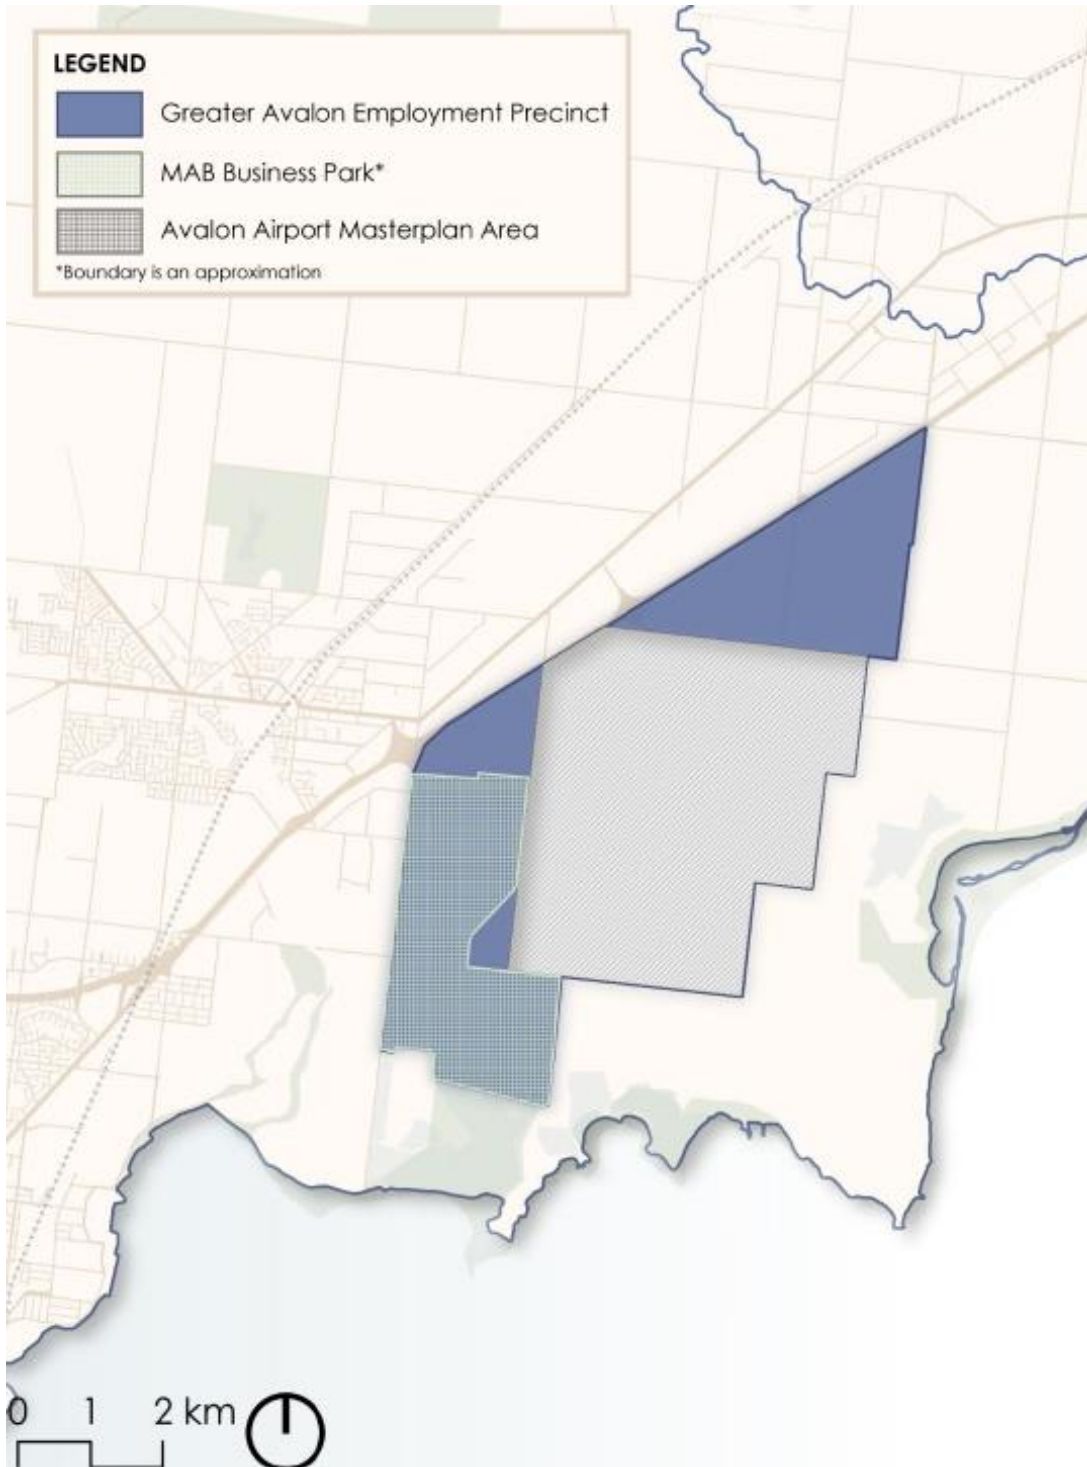 LEGEND
Greater Avalon Employment Precinct
MAB Business Park*
Avalon Airport Masterplan Area
*Boundary is an approximation
0 1 2 km